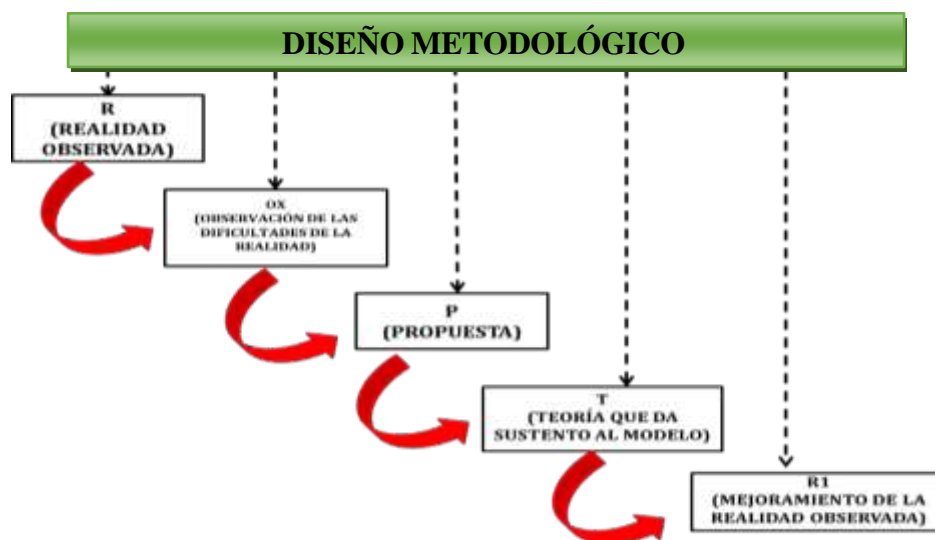 DISEÑO METODOLÓGICO
R
(REALIDAD
OBSERVADA)
OX
(OBSERVACIÓN DE LAS
DIFICULTADES DE LA
REALIDAD)
P
(PROPUESTA)
T
(TEORÍA QUE DA
SUSTENTO AL MODELO)
R1
(MEJORAMIENTO DE LA
REALIDAD OBSERVADA)